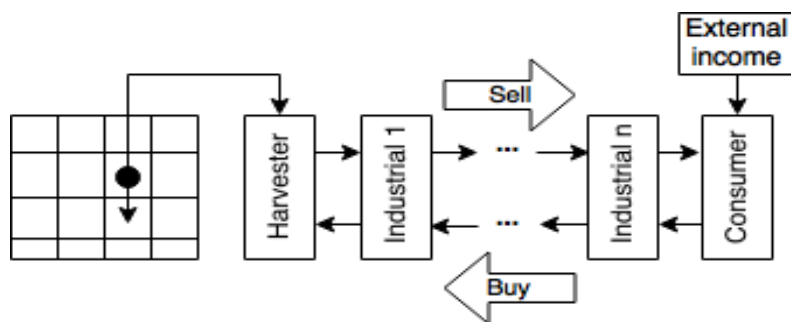 External
income
Sell
Harvester
Industrial 1
...
...
Industrial n
Consumer
Buy